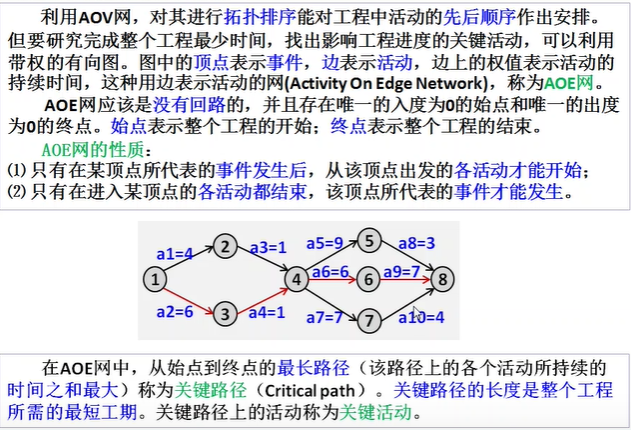 利用AOV网，对其进行拓扑排序能对工程中活动的先后顺序作出安排。
但要研究完成整个工程最少时间，找出影响工程进度的关键活动，可以利用
带权的有向图。图中的顶点表示事件，边表示活动，边上的权值表示活动的
持续时间，这种用边表示活动的网(Activity On Edge Network)，称为AOE网。
AOE网应该是没有回路的，并且存在唯一的入度为0的始点和唯一的出度
为0的终点。始点表示整个工程的开始；终点表示整个工程的结束。
AOE网的性质：
⑴ 只有在某顶点所代表的事件发生后，从该顶点出发的各活动才能开始；
⑵ 只有在进入某顶点的各活动都结束，该顶点所代表的事件才能发生。
a1=4 2 a3=1 a5=9 5 a8=3
1 4 a6=6 6 a9=7 8
a2=6 3 a4=1 a7=7 7 a10=4
在AOE网中，从始点到终点的最长路径（该路径上的各个活动所持续的
时间之和最大）称为关键路径（Critical path）。关键路径的长度是整个工程
所需的最短工期。关键路径上的活动称为关键活动。